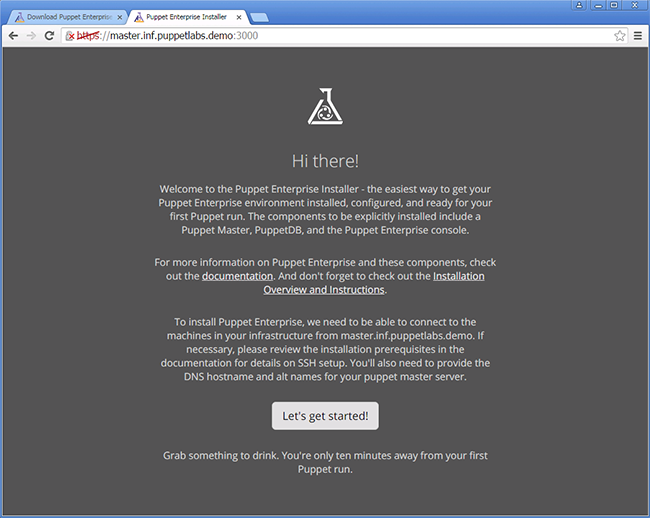 Download Puppet Enterprise
Puppet Enterprise Installer
https://master.inf.puppetlabs.demo:3000
Hi there!
Welcome to the Puppet Enterprise Installer - the easiest way to get your
Puppet Enterprise environment installed, configured, and ready for your
first Puppet run. The components to be explicitly installed include a
Puppet Master, PuppetDB, and the Puppet Enterprise console.
For more information on Puppet Enterprise and these components, check
out the documentation. And don't forget to check out the Installation
Overview and Instructions.
To install Puppet Enterprise, we need to be able to connect to the
machines in your infrastructure from master.inf.puppetlabs.demo. If
necessary, please review the installation prerequisites in the
documentation for details on SSH setup. You'll also need to provide the
DNS hostname and alt names for your puppet master server.
Let's get started!
Grab something to drink. You're only ten minutes away from your first
Puppet run.